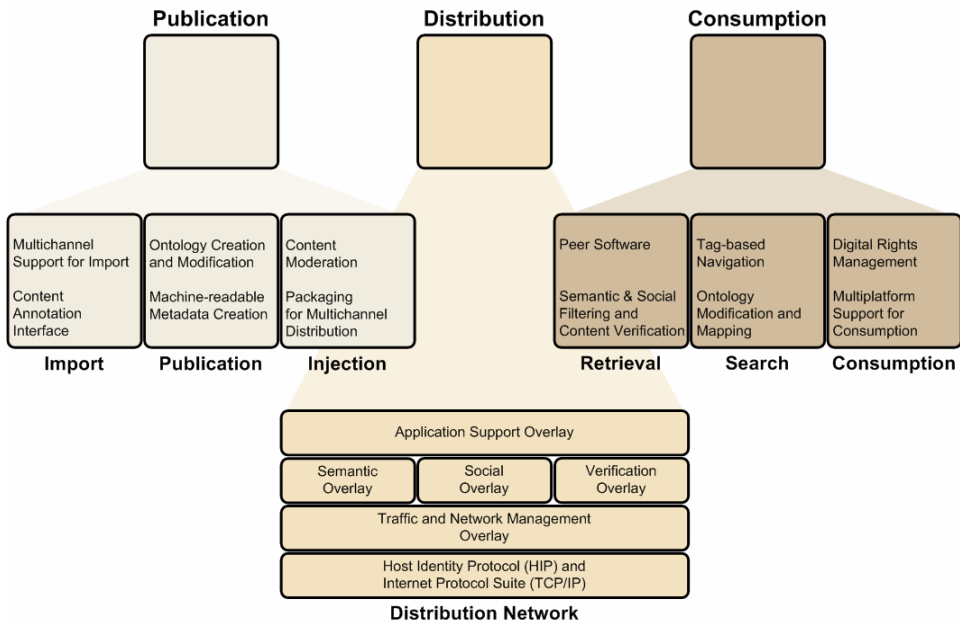 Publication
Distribution
Consumption
Multichannel
Support for Import
Content
Annotation
Interface
Import
Ontology Creation
and Modification
Machine-readable
Metadata Creation
Publication
Content
Moderation
Packaging
for Multichannel
Distribution
Injection
Peer Software
Semantic & Social
Filtering and
Content Verification
Retrieval
Tag-based
Navigation
Ontology
Modification and
Mapping
Search
Digital Rights
Management
Multiplatform
Support for
Consumption
Consumption
Application Support Overlay
Semantic
Overlay
Social
Overlay
Verification
Overlay
Traffic and Network Management
Overlay
Host Identity Protocol (HIP) and
Internet Protocol Suite (TCP/IP)
Distribution Network